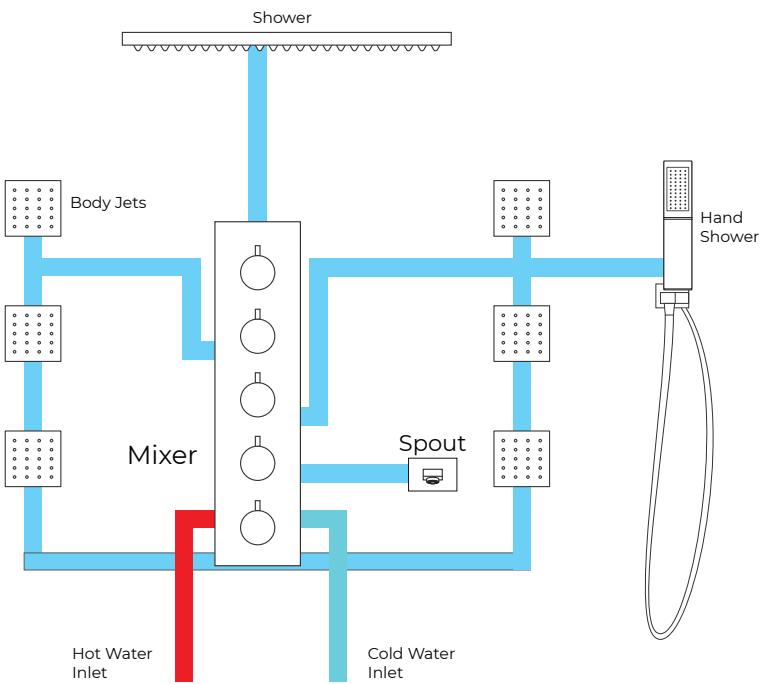 Shower
Body Jets
Hand
Shower
Mixer
Spout
Hot Water
Inlet
Cold Water
Inlet